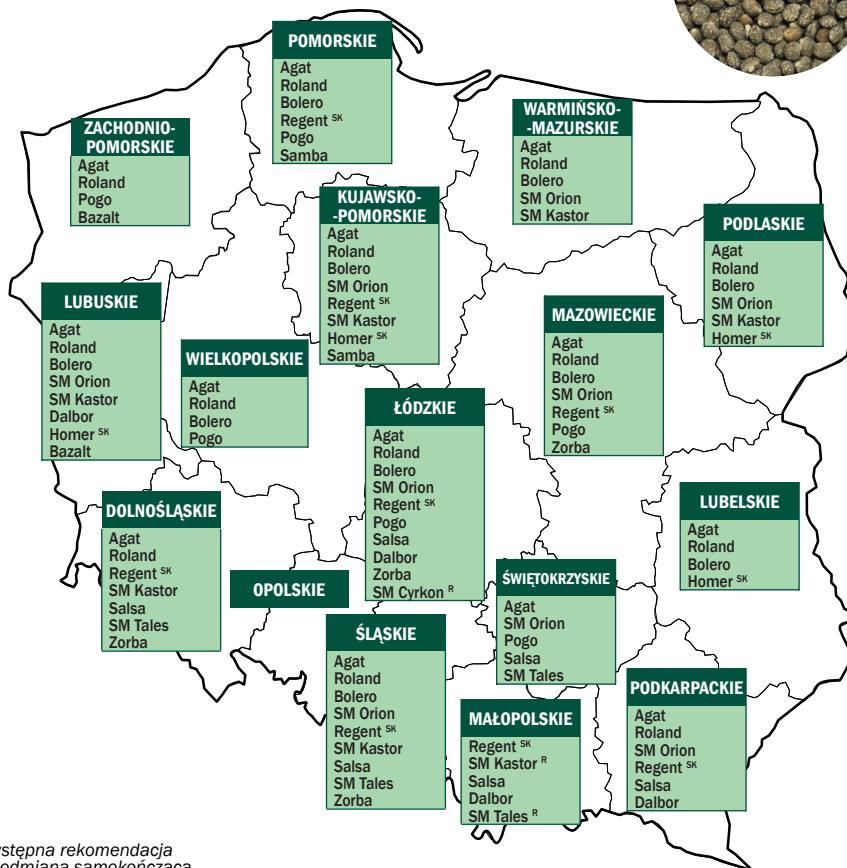 POMORSKIE
Agat
Roland
Bolero
Regent SK
Pogo
Samba
ZACHODNIO-
POMORSKIE
Agat
Roland
Pogo
Bazalt
WARMIŃSKO-
-MAZURSKIE
Agat
Roland
Bolero
SM Orion
SM Kastor
KUJAWSKO-
-POMORSKIE
Agat
Roland
Bolero
SM Orion
Regent SK
SM Kastor
Homer SK
Samba
PODLASKIE
Agat
Roland
Bolero
SM Orion
SM Kastor
Homer SK
LUBUSKIE
Agat
Roland
Bolero
SM Orion
SM Kastor
Dalbor
Homer SK
Bazalt
WIELKOPOLSKIE
Agat
Roland
Bolero
Pogo
MAZOWIECKIE
Agat
Roland
Bolero
SM Orion
Regent SK
Pogo
Zorba
ŁÓDZKIE
Agat
Roland
Bolero
SM Orion
Regent SK
Pogo
Salsa
Dalbor
Zorba
SM Cyrkon R
DOLNOŚLĄSKIE
Agat
Roland
Regent SK
SM Kastor
Salsa
SM Tales
Zorba
LUBELSKIE
Agat
Roland
Bolero
Homer SK
OPOLSKIE
ŚWIĘTOKRZYSKIE
Agat
SM Orion
Pogo
Salsa
SM Tales
ŚLĄSKIE
Agat
Roland
Bolero
SM Orion
Regent SK
SM Kastor
Salsa
SM Tales
Zorba
MAŁOPOLSKIE
Regent SK
SM Kastor R
Salsa
Dalbor
SM Tales R
PODKARPACKIE
Agat
Roland
SM Orion
Regent SK
Salsa
Dalbor
rekomendacja
odmiana samokończąca